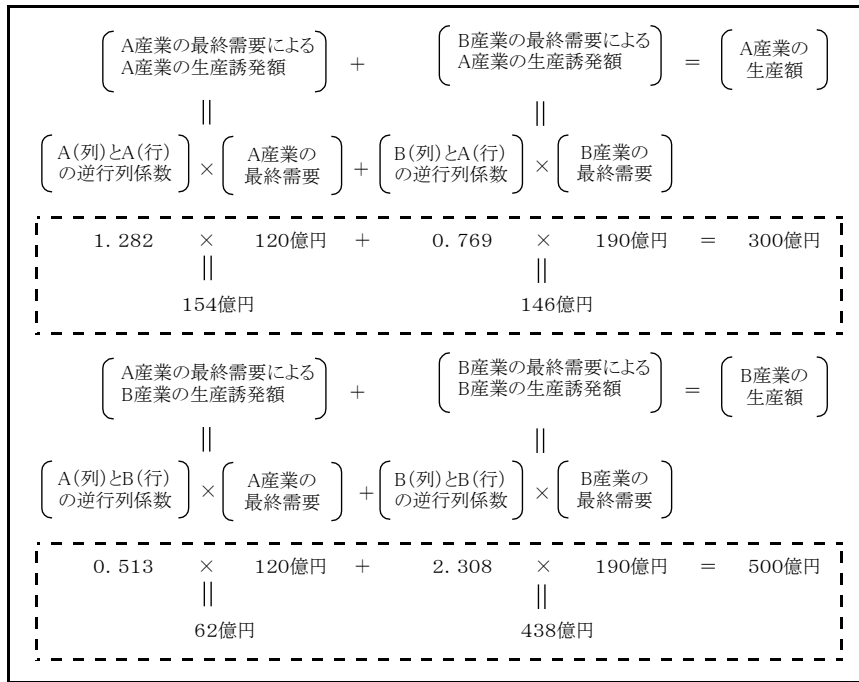 A産業の最終需要による
A産業の生産誘発額
+
B産業の最終需要による
A産業の生産誘発額
=
A産業の
生産額
||
||
A(列)とA(行)
の逆行列係数
×
A産業の
最終需要
+
B(列)とA(行)
の逆行列係数
×
B産業の
最終需要
1.282 × 120億円 + 0.769 × 190億円 = 300億円
|| ||
154億円 146億円
A産業の最終需要による
B産業の生産誘発額
+
B産業の最終需要による
B産業の生産誘発額
=
B産業の
生産額
||
||
A(列)とB(行)
の逆行列係数
×
A産業の
最終需要
+
B(列)とB(行)
の逆行列係数
×
B産業の
最終需要
0.513 × 120億円 + 2.308 × 190億円 = 500億円
|| ||
62億円 438億円